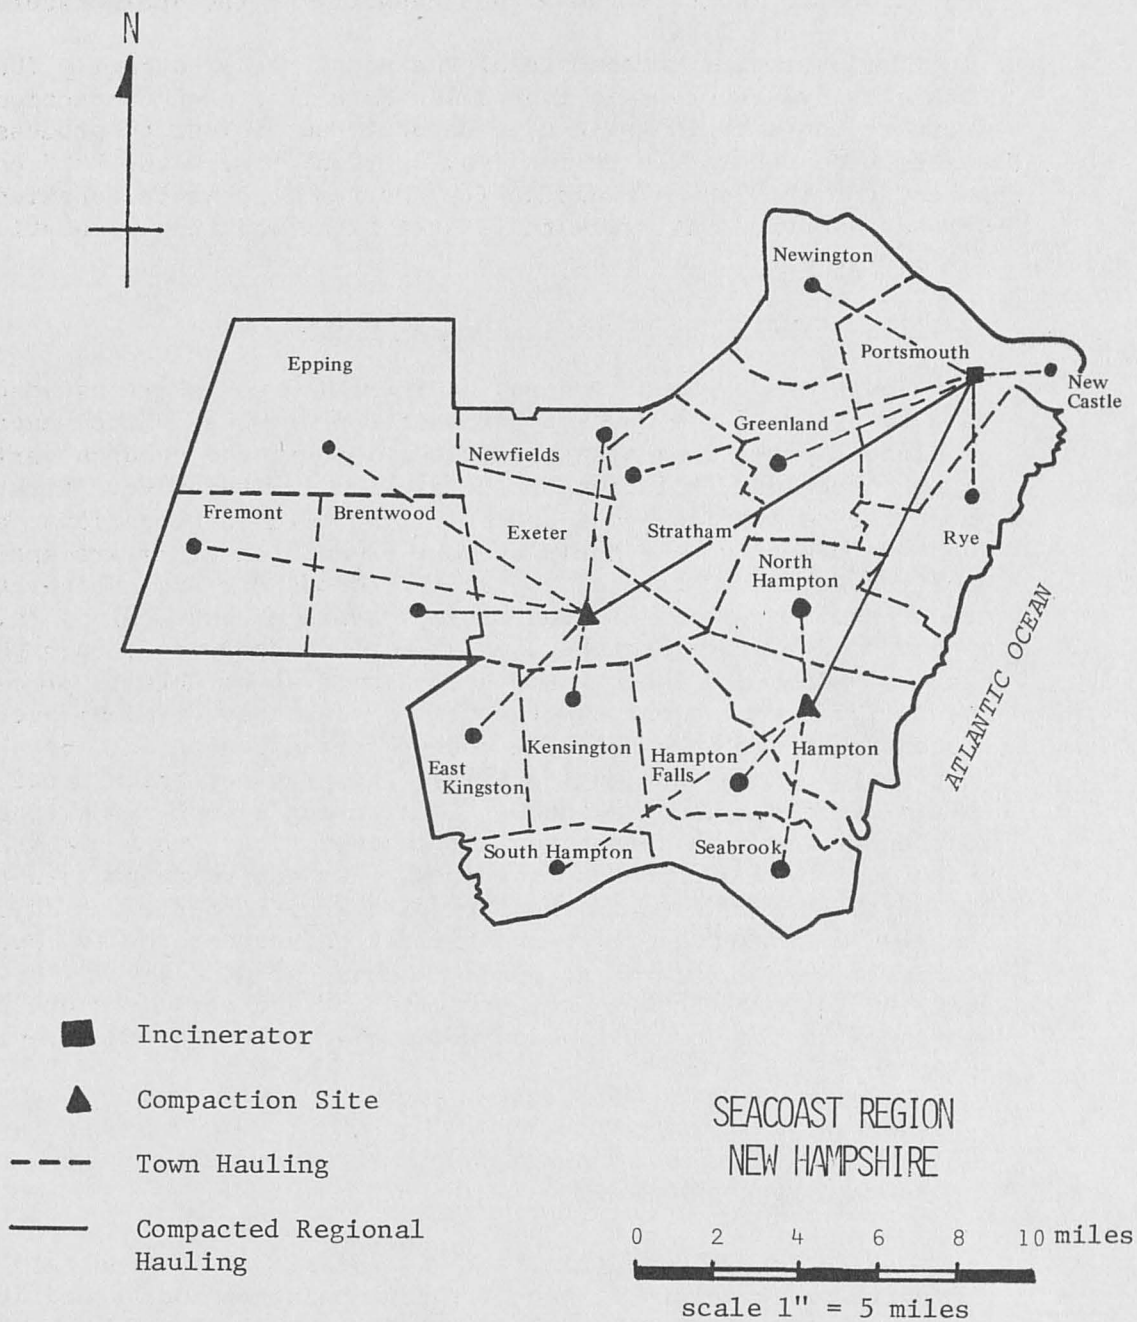 N
Newington
Portsmouth
New
Castle
Epping
Greenland
Newfields
Fremont
Brentwood
Exeter
Stratham
Rye
North
Hampton
ATLANTIC OCEAN
Kensington
Hampton
Falls
Hampton
East
Kingston
South Hampton
Seabrook
Incinerator
Compaction Site
Town Hauling
Compacted Regional
Hauling
SEACOAST REGION
NEW HAMPSHIRE
0 2 4 6 8 10 miles
scale 1" = 5 miles